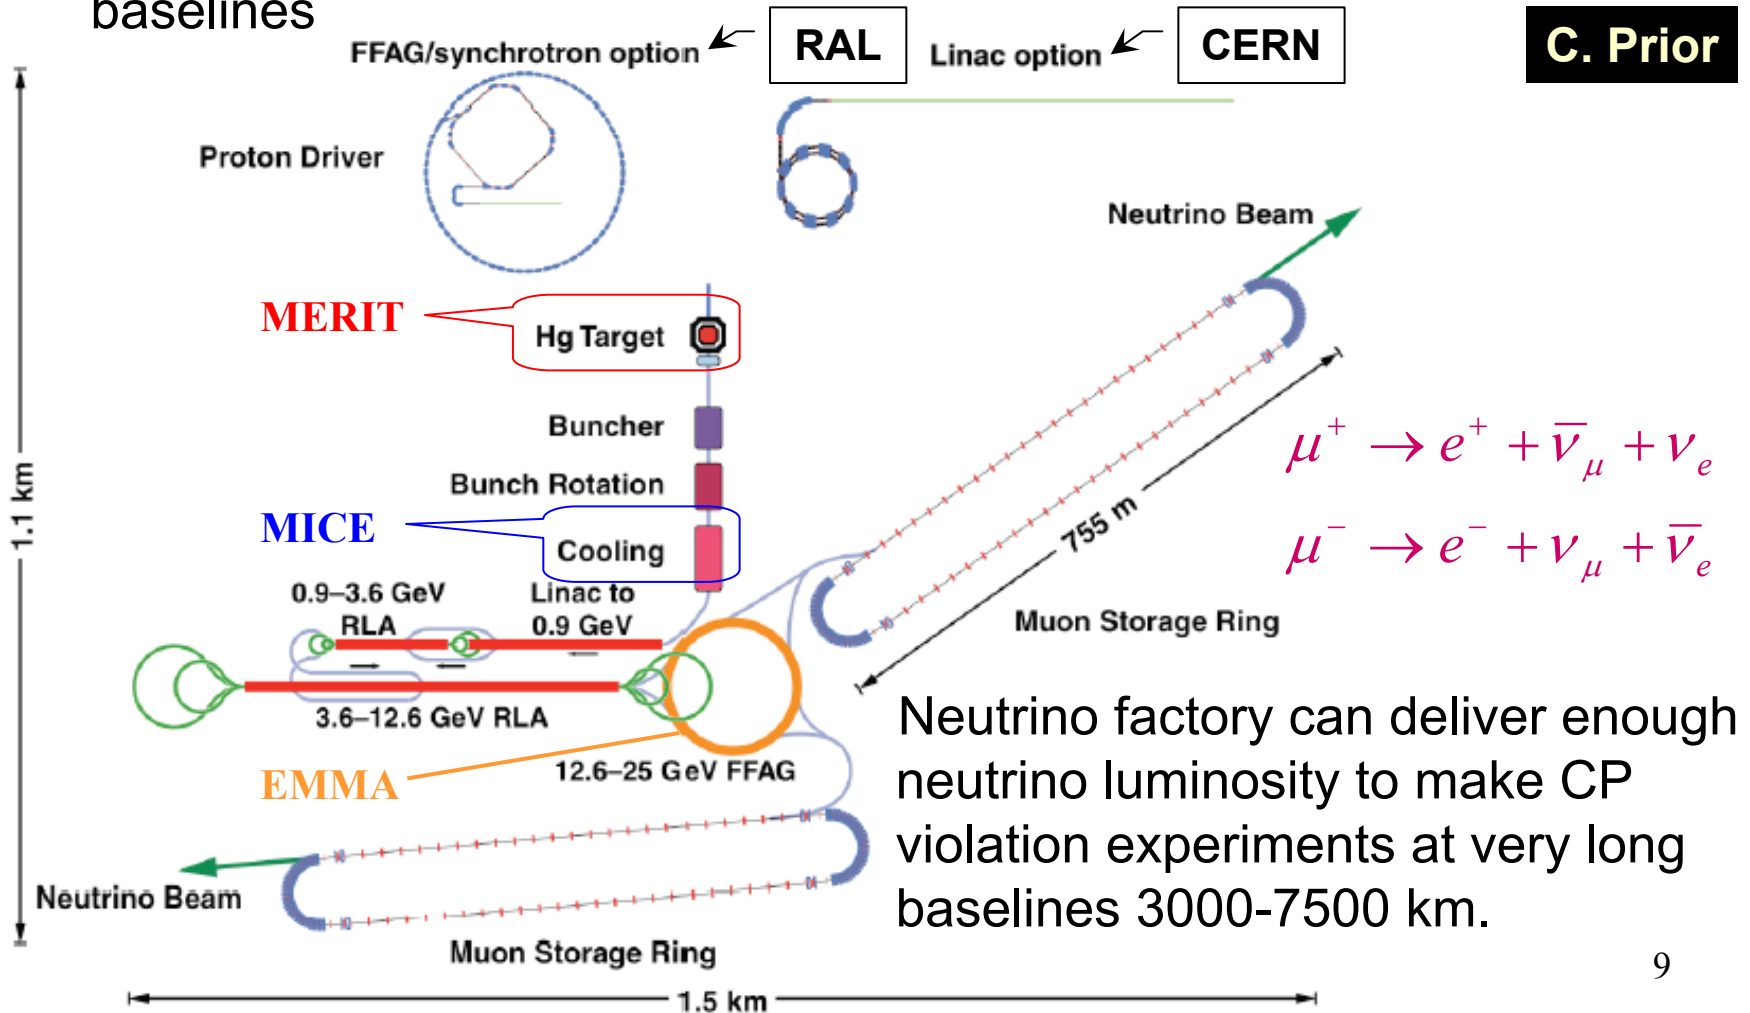 baselines
FFAG/synchrotron option
RAL
Linac option
CERN
C. Prior
Proton Driver
Neutrino Beam
MERIT
Hg Target
Buncher
Bunch Rotation
MICE
Cooling
1.1 km
755 m
μ⁺ → e⁺ + ν̅_μ + ν_e
μ⁻ → e⁻ + ν_μ + ν̅_e
0.9–3.6 GeV
RLA
Linac to
0.9 GeV
Muon Storage Ring
3.6–12.6 GeV RLA
12.6–25 GeV FFAG
EMMA
Neutrino factory can deliver enough
neutrino luminosity to make CP
violation experiments at very long
baselines 3000-7500 km.
Neutrino Beam
Muon Storage Ring
1.5 km
9